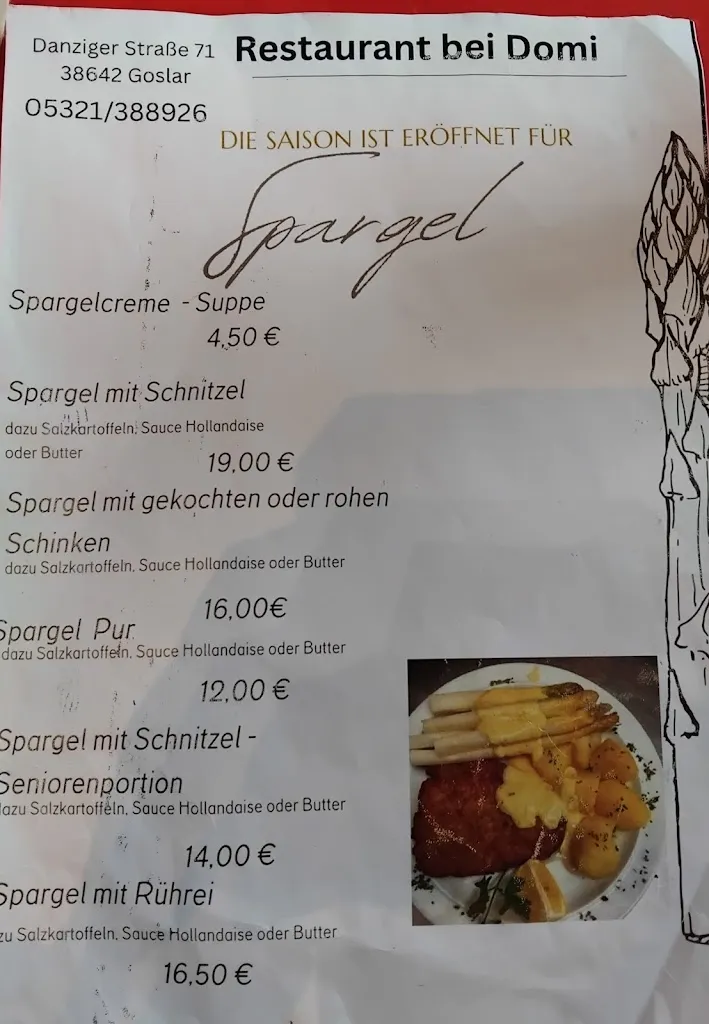 Danziger Straße 71
38642 Goslar
05321/388926
Restaurant bei Domi
DIE SAISON IST ERÖFFNET FÜR
Spargel
Spargelcreme - Suppe
4,50 €
Spargel mit Schnitzel
dazu Salzkartoffeln, Sauce Hollandaise
oder Butter
19,00 €
Spargel mit gekochten oder rohen
Schinken
dazu Salzkartoffeln, Sauce Hollandaise oder Butter
16,00€
Spargel Pur
dazu Salzkartoffeln, Sauce Hollandaise oder Butter
12,00 €
Spargel mit Schnitzel -
Seniorenportion
dazu Salzkartoffeln, Sauce Hollandaise oder Butter
14,00 €
Spargel mit Rührei
zu Salzkartoffeln, Sauce Hollandaise oder Butter
16,50 €